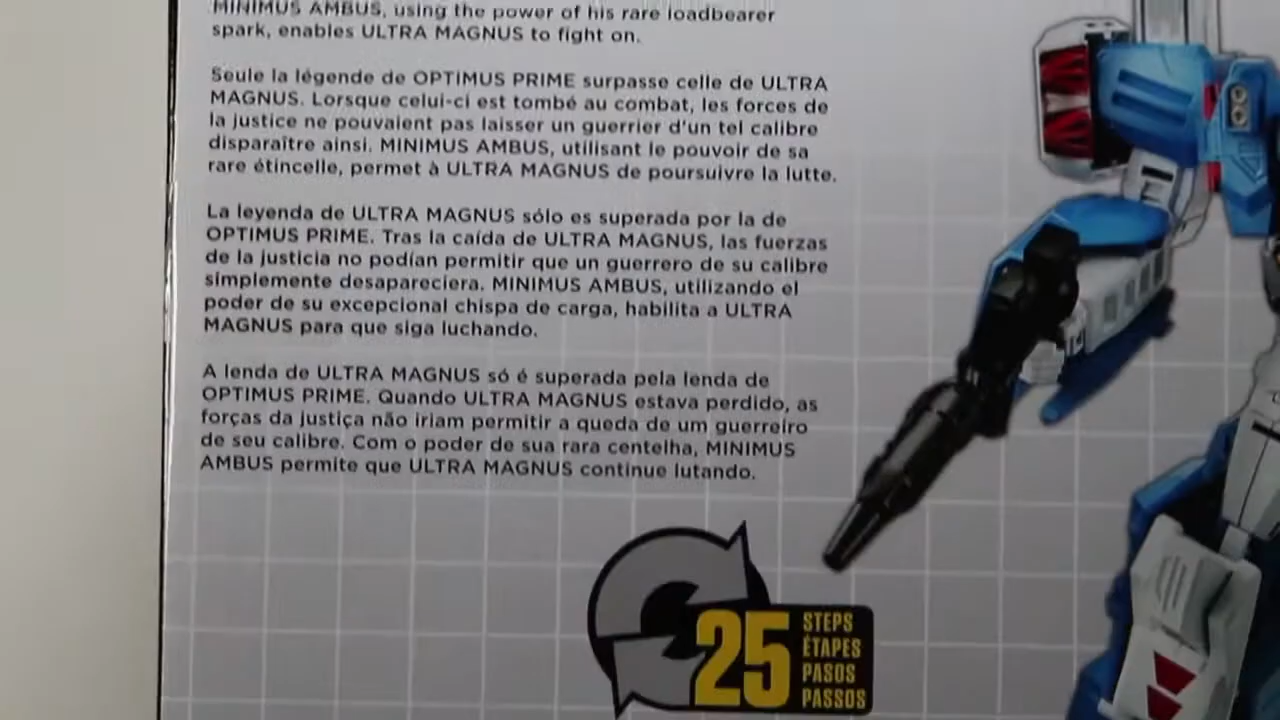 MINIMUS AMBUS, using the power of his rare loadbearer
spark, enables ULTRA MAGNUS to fight on.
Seule la légende de OPTIMUS PRIME surpasse celle de ULTRA
MAGNUS. Lorsque celui-ci est tombé au combat, les forces de
la justice ne pouvaient pas laisser un guerrier d'un tel calibre
disparaître ainsi. MINIMUS AMBUS, utilisant le pouvoir de sa
rare étincelle, permet à ULTRA MAGNUS de poursuivre la lutte.
La leyenda de ULTRA MAGNUS sólo es superada por la de
OPTIMUS PRIME. Tras la caída de ULTRA MAGNUS, las fuerzas
de la justicia no podían permitir que un guerrero de su calibre
simplemente desapareciera. MINIMUS AMBUS, utilizando el
poder de su excepcional chispa de carga, habilita a ULTRA
MAGNUS para que siga luchando.
A lenda de ULTRA MAGNUS só é superada pela lenda de
OPTIMUS PRIME. Quando ULTRA MAGNUS estava perdido, as
forças da justiça não iriam permitir a queda de um guerreiro
de seu calibre. Com o poder de sua rara centelha, MINIMUS
AMBUS permite que ULTRA MAGNUS continue lutando.
25
STEPS
ÉTAPES
PASOS
PASSOS